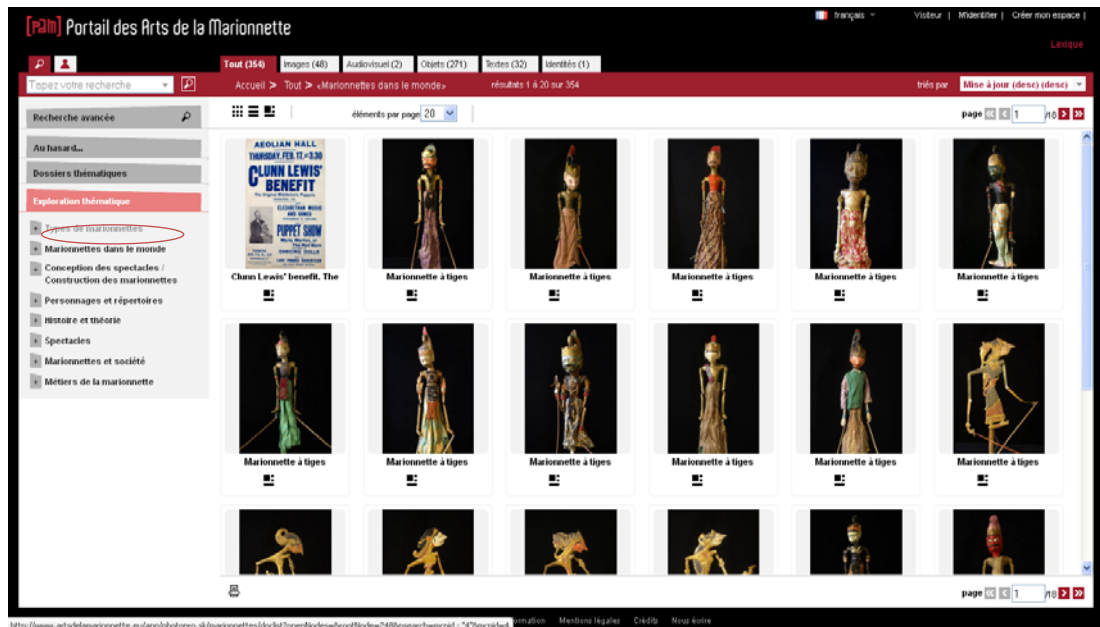 français
Visiteur | M'identifier | Créer mon espace |
[pam] Portail des Arts de la Marionnette
Lexique
Tout (354) Images (48) Audiovisuel (2) Objets (271) Textes (32) Identités (1)
Tapez votre recherche
Accueil > Tout > «Marionnettes dans le monde» résultats 1 à 20 sur 354 triés par Mise à jour (desc) (desc)
éléments par page 20 page 1 /18
Recherche avancée
Au hasard...
Dossiers thématiques
Exploration thématique
+ Types de marionnettes
+ Marionnettes dans le monde
+ Conception des spectacles /
Construction des marionnettes
+ Personnages et répertoires
+ Histoire et théorie
+ Spectacles
+ Marionnettes et société
+ Métiers de la marionnette
AEOLIAN HALL
THURSDAY, FEB. 17. 3.30
CLUNN LEWIS'
BENEFIT
ELIZABETHAN MUSIC
AND SONGS
PUPPET SHOW
DANCING DOLLS
Clunn Lewis' benefit. The
Marionnette à tiges
Marionnette à tiges
Marionnette à tiges
Marionnette à tiges
Marionnette à tiges
Marionnette à tiges
Marionnette à tiges
Marionnette à tiges
Marionnette à tiges
Marionnette à tiges
Marionnette à tiges
page 1 /18
Mentions légales Crédits Nous écrire